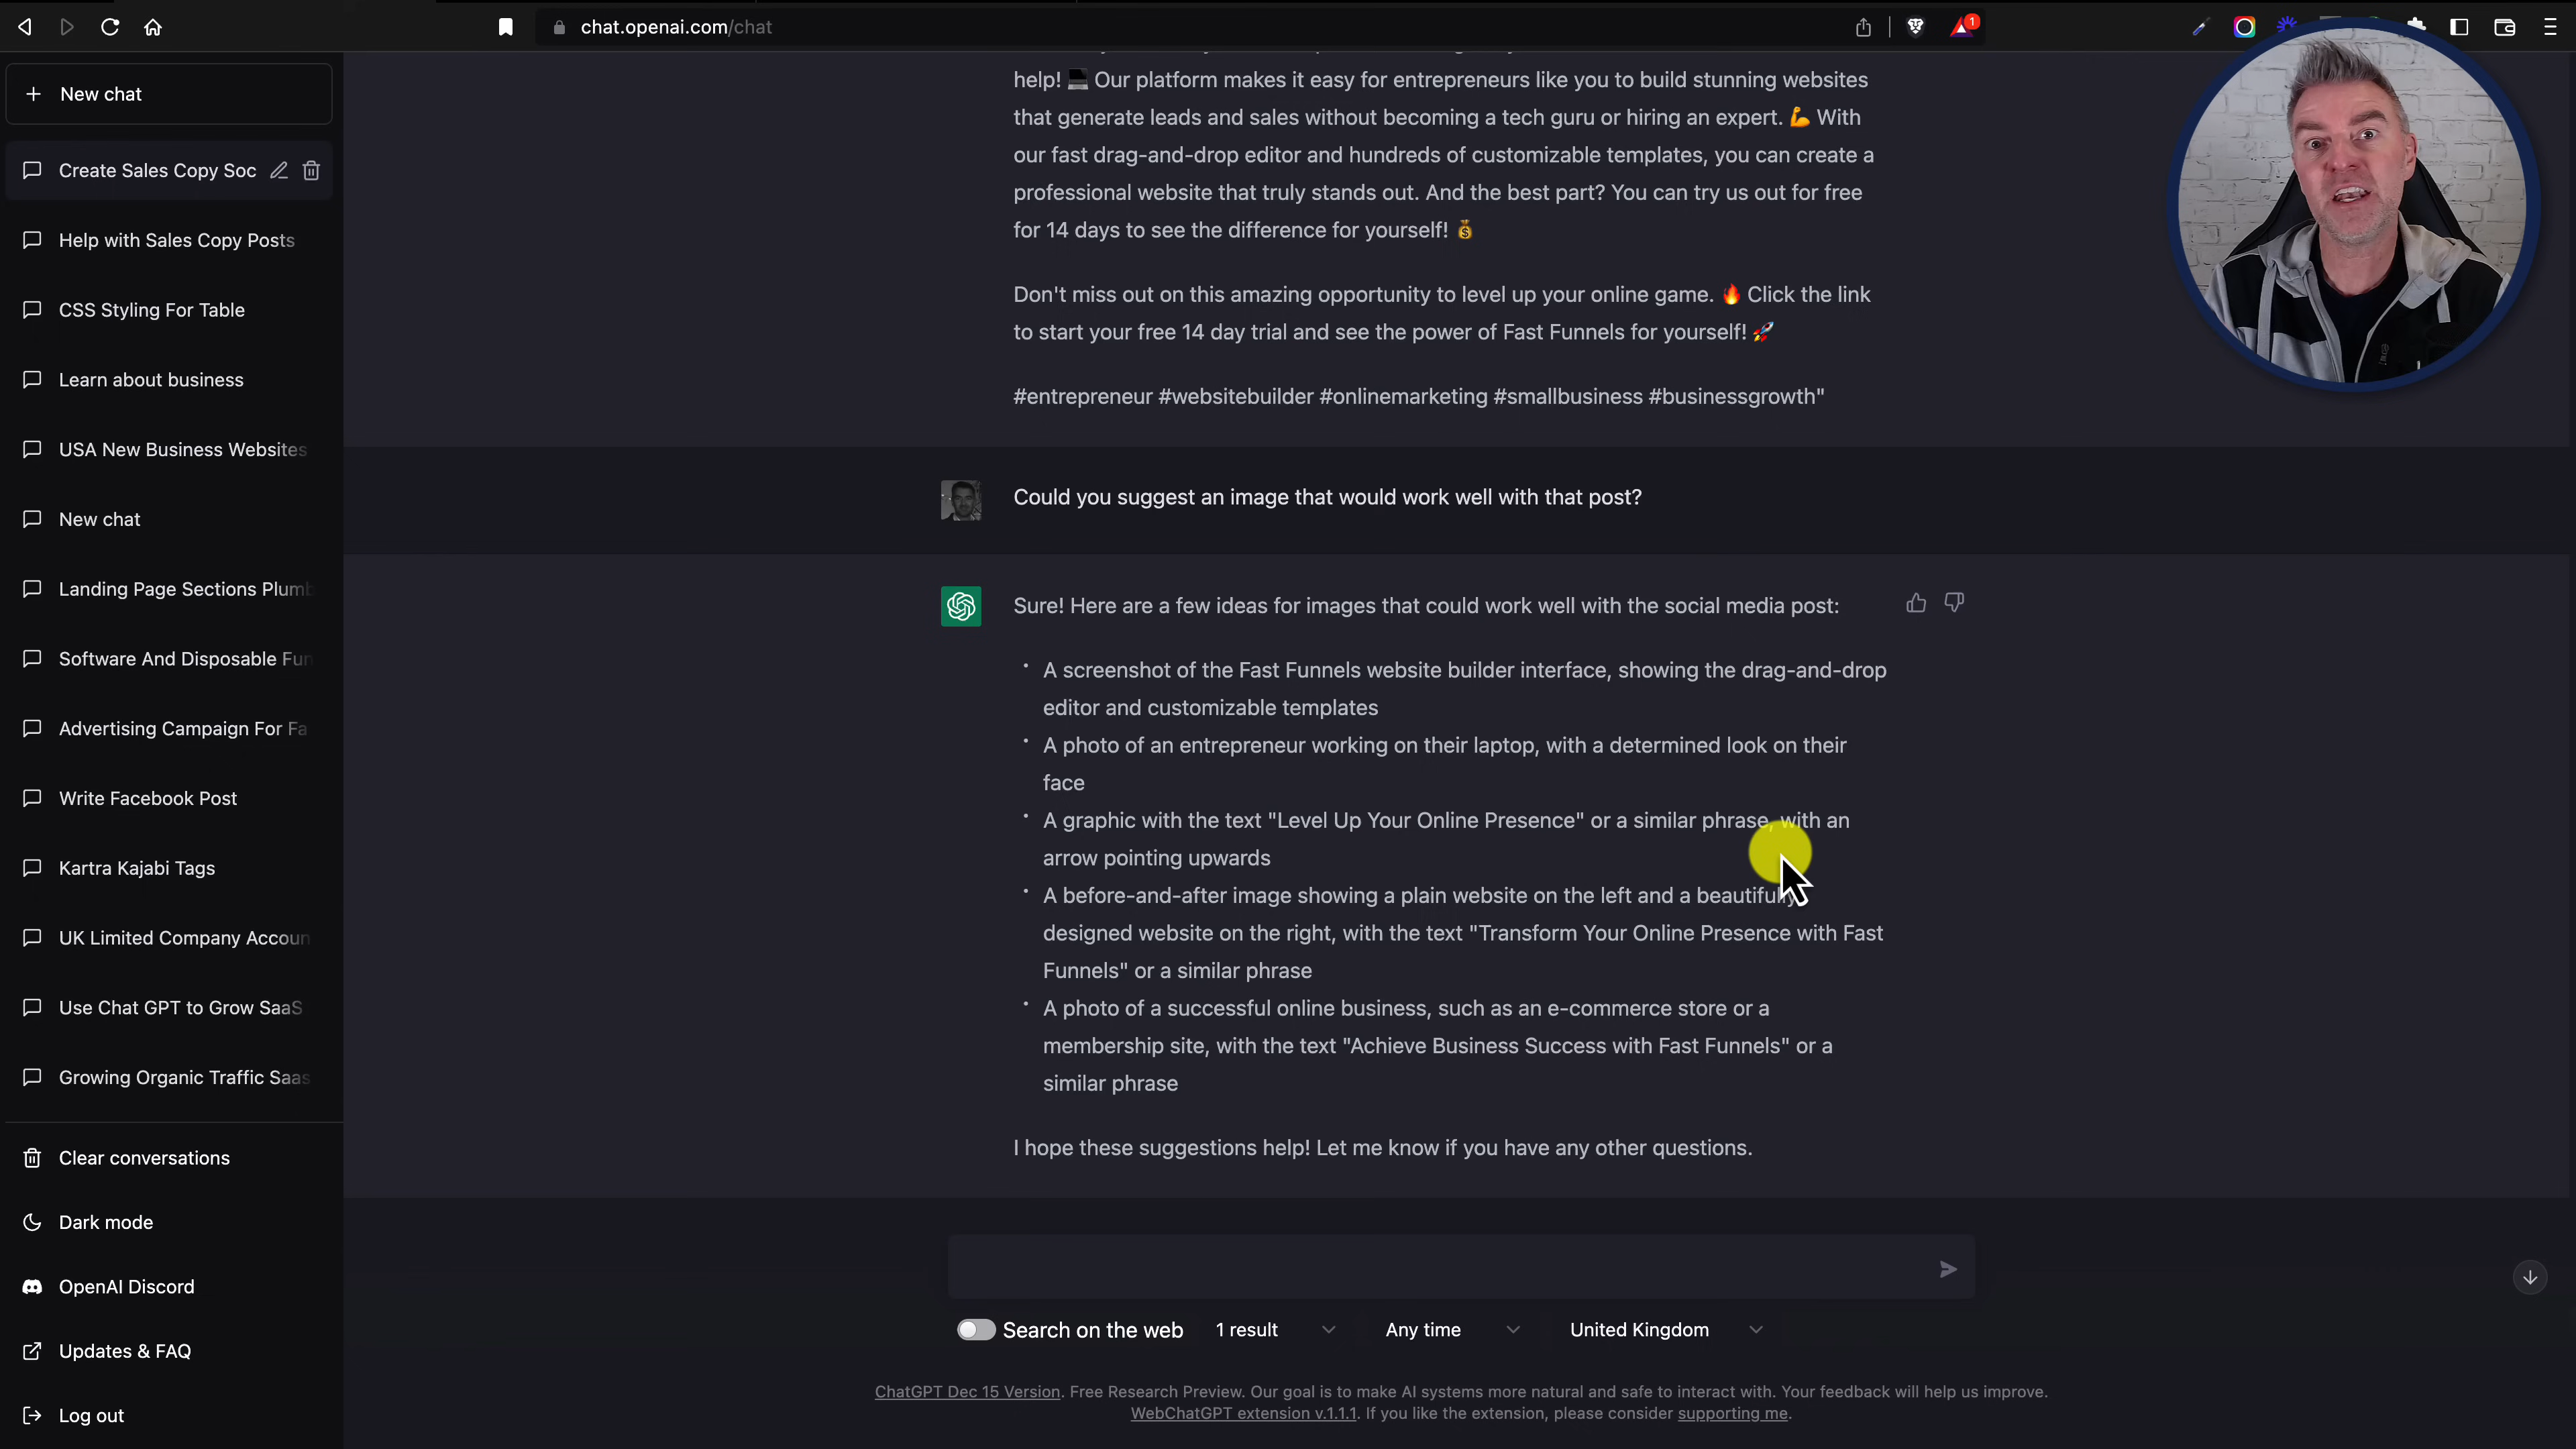 chat.openai.com/chat
1
New chat
Create Sales Copy Soc
Help with Sales Copy Posts
CSS Styling For Table
Learn about business
USA New Business Websites
New chat
Landing Page Sections Plumb
Software And Disposable Fun
Advertising Campaign For Fa
Write Facebook Post
Kartra Kajabi Tags
UK Limited Company Accoun
Use Chat GPT to Grow SaaS
Growing Organic Traffic Saas
Clear conversations
Dark mode
OpenAI Discord
Updates & FAQ
Log out
help! 💻 Our platform makes it easy for entrepreneurs like you to build stunning websites
that generate leads and sales without becoming a tech guru or hiring an expert. 💪 With
our fast drag-and-drop editor and hundreds of customizable templates, you can create a
professional website that truly stands out. And the best part? You can try us out for free
for 14 days to see the difference for yourself! 💰
Don't miss out on this amazing opportunity to level up your online game. 🔥 Click the link
to start your free 14 day trial and see the power of Fast Funnels for yourself! 🚀
#entrepreneur #websitebuilder #onlinemarketing #smallbusiness #businessgrowth"
Could you suggest an image that would work well with that post?
Sure! Here are a few ideas for images that could work well with the social media post:
• A screenshot of the Fast Funnels website builder interface, showing the drag-and-drop
editor and customizable templates
• A photo of an entrepreneur working on their laptop, with a determined look on their
face
• A graphic with the text "Level Up Your Online Presence" or a similar phrase, with an
arrow pointing upwards
• A before-and-after image showing a plain website on the left and a beautifully
designed website on the right, with the text "Transform Your Online Presence with Fast
Funnels" or a similar phrase
• A photo of a successful online business, such as an e-commerce store or a
membership site, with the text "Achieve Business Success with Fast Funnels" or a
similar phrase
I hope these suggestions help! Let me know if you have any other questions.
Search on the web 1 result Any time United Kingdom
ChatGPT Dec 15 Version. Free Research Preview. Our goal is to make AI systems more natural and safe to interact with. Your feedback will help us improve.
WebChatGPT extension v.1.1.1. If you like the extension, please consider supporting me.